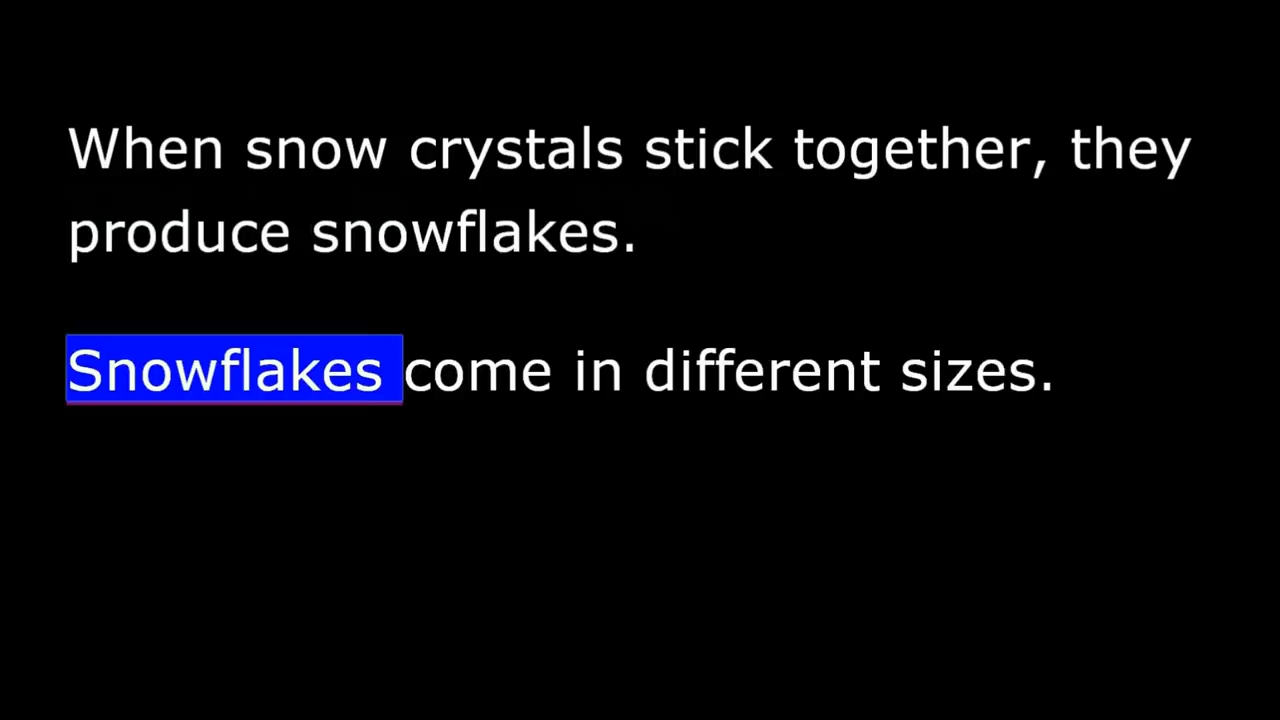 When snow crystals stick together, they
produce snowflakes.
Snowflakes come in different sizes.